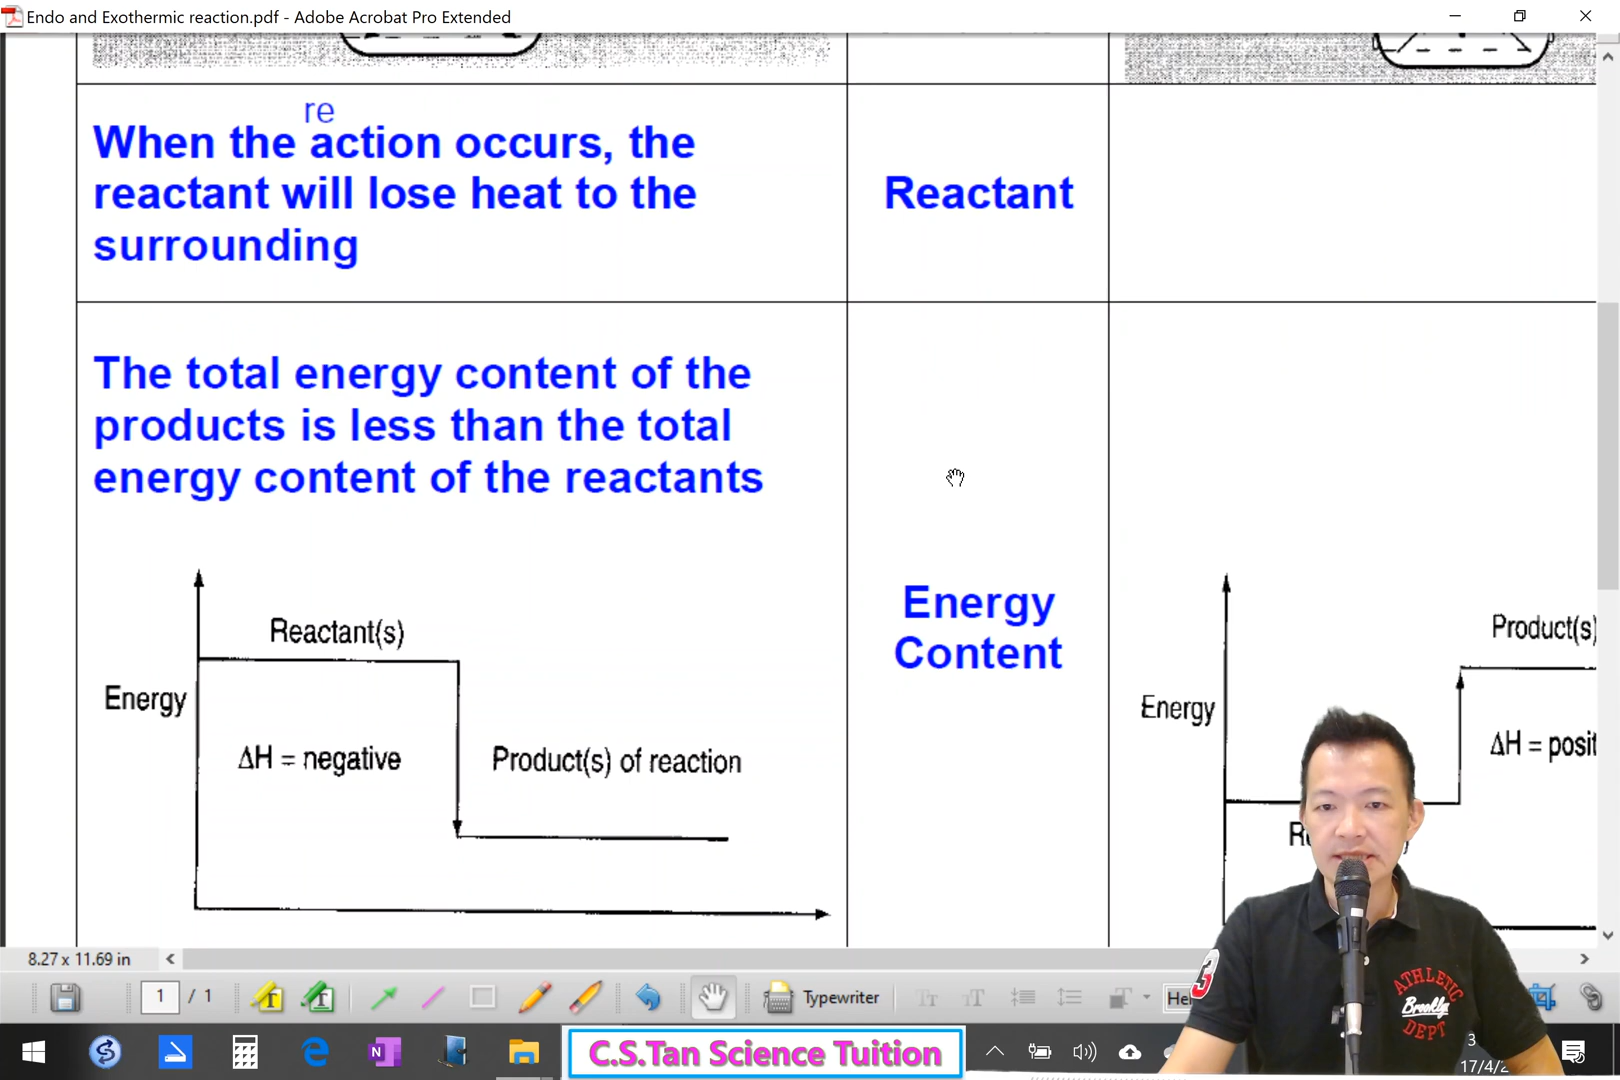 Endo and Exothermic reaction.pdf - Adobe Acrobat Pro Extended
re
When the action occurs, the
reactant will lose heat to the
surrounding
Reactant
The total energy content of the
products is less than the total
energy content of the reactants
Energy
Content
Reactant(s)
Energy
ΔH = negative
Product(s) of reaction
Product(s)
Energy
ΔH = posit
8.27 x 11.69 in
1 / 1
Typewriter
C.S.Tan Science Tuition
3
17/4/2
ATHLETIC
Brooklyn
DEPT
3